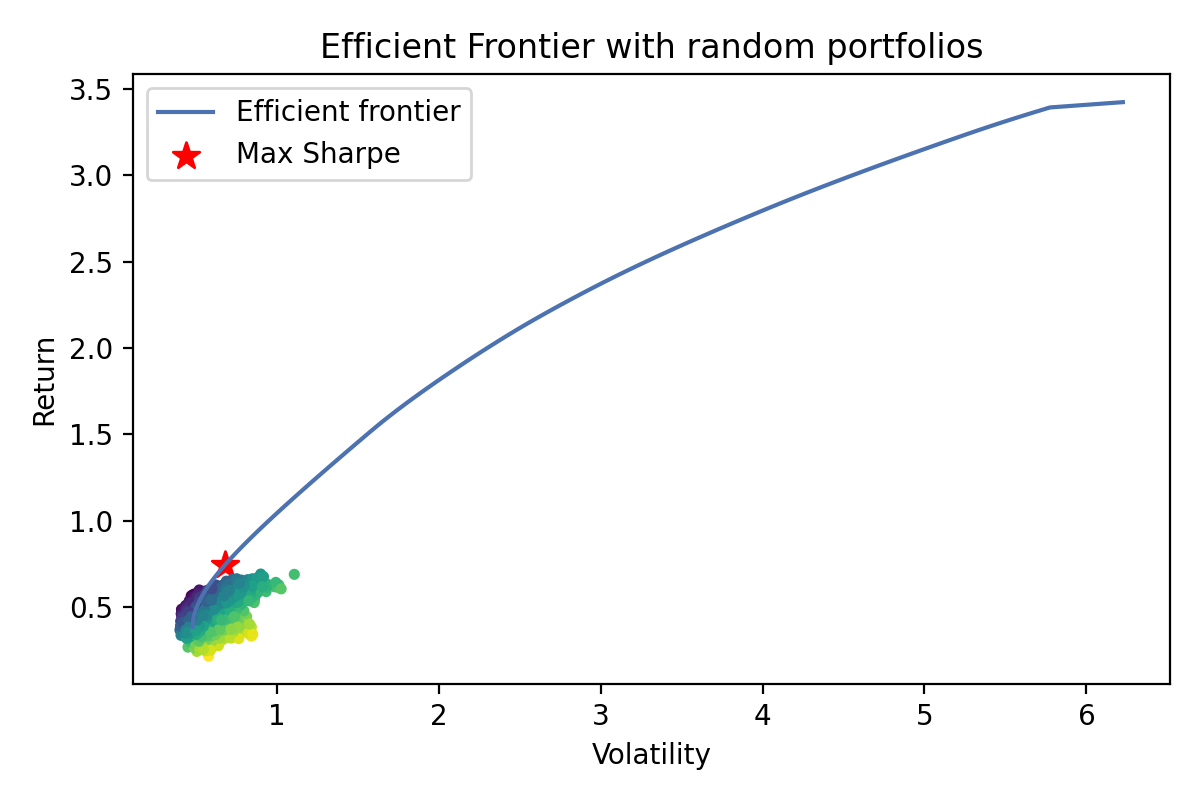 Efficient Frontier with random portfolios
Efficient frontier
Max Sharpe
Return
3.5
3.0
2.5
2.0
1.5
1.0
0.5
1 2 3 4 5 6
Volatility